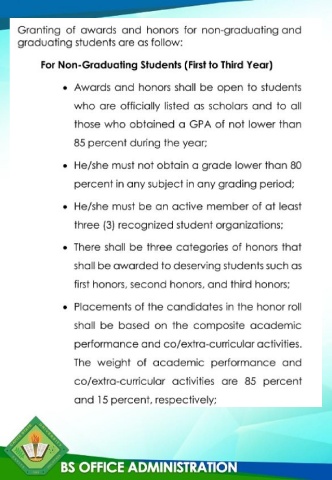 Granting of awards and honors for non-graduating and
graduating students are as follow:
For Non-Graduating Students (First to Third Year)
• Awards and honors shall be open to students
who are officially listed as scholars and to all
those who obtained a GPA of not lower than
85 percent during the year;
• He/she must not obtain a grade lower than 80
percent in any subject in any grading period;
• He/she must be an active member of at least
three (3) recognized student organizations;
• There shall be three categories of honors that
shall be awarded to deserving students such as
first honors, second honors, and third honors;
• Placements of the candidates in the honor roll
shall be based on the composite academic
performance and co/extra-curricular activities.
The weight of academic performance and
co/extra-curricular activities are 85 percent
and 15 percent, respectively;
BS OFFICE ADMINISTRATION